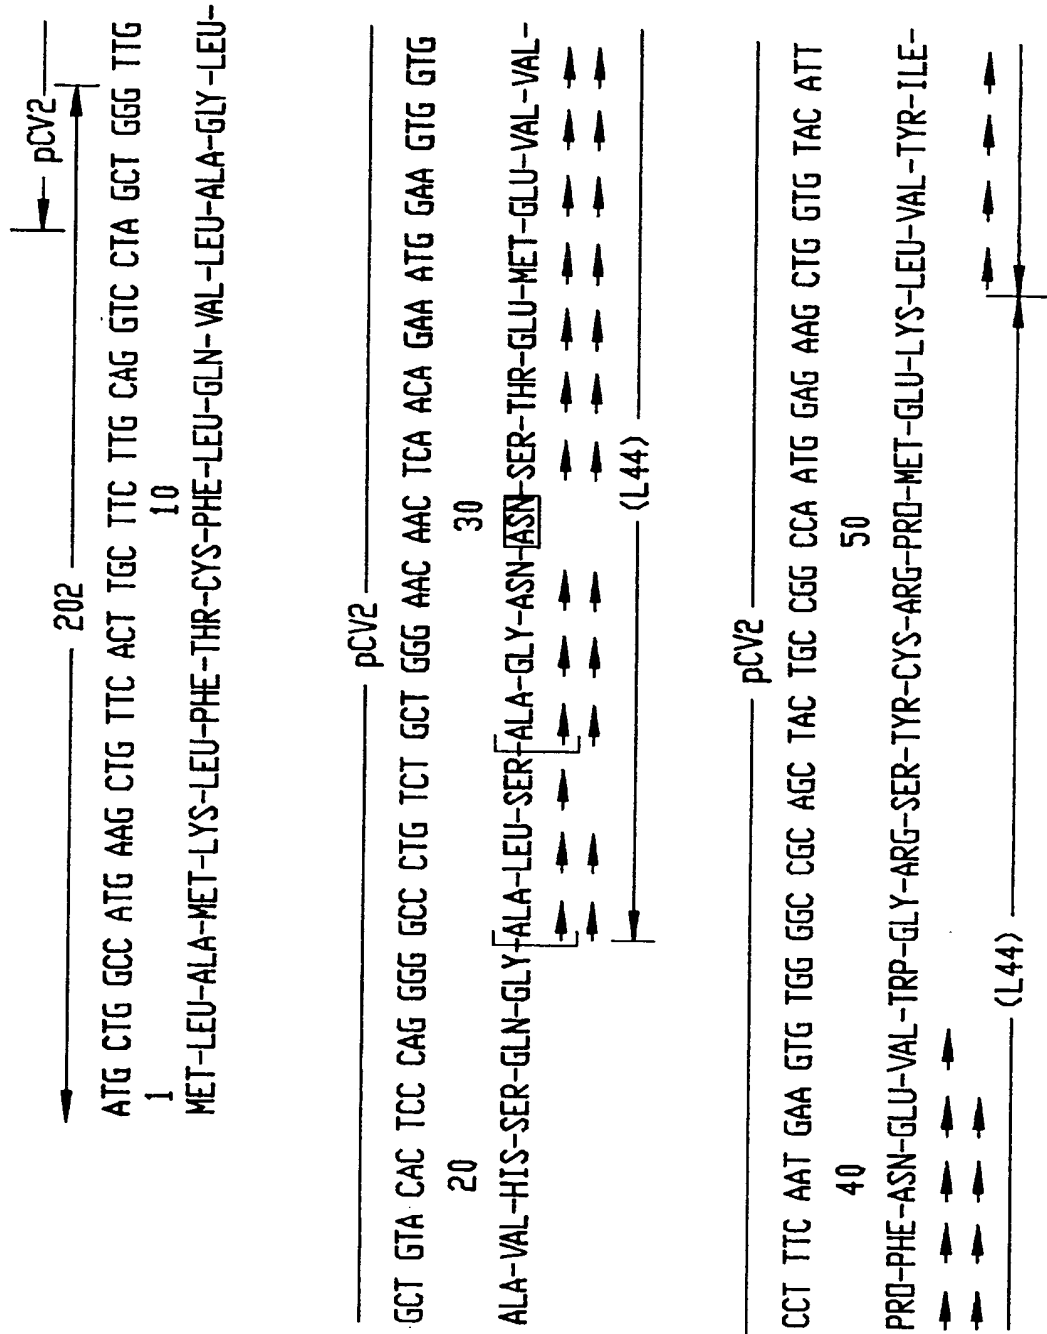 pCV2
202
ATG CTG GCC ATG AAG CTG TTC ACT TGC TTC TTG CAG GTC CTA GCT GGG TTG
1 10
MET-LEU-ALA-MET-LYS-LEU-PHE-THR-CYS-PHE-LEU-GLN-VAL-LEU-ALA-GLY-LEU-
pCV2
GCT GTA CAC TCC CAG GGG GCC CTG TCT GCT GGG AAC AAC TCA ACA GAA ATG GAA GTG GTG
20 30
ALA-VAL-HIS-SER-GLN-GLY-ALA-LEU-SER-ALA-GLY-ASN-ASN-SER-THR-GLU-MET-GLU-VAL-VAL-
(L44)
pCV2
CCT TTC AAT GAA GTG TGG GGC CGC AGC TAC TGC CGG CCA ATG GAG AAG CTG GTG TAC ATT
40 50
PRO-PHE-ASN-GLU-VAL-TRP-GLY-ARG-SER-TYR-CYS-ARG-PRO-MET-GLU-LYS-LEU-VAL-TYR-ILE-
(L44)